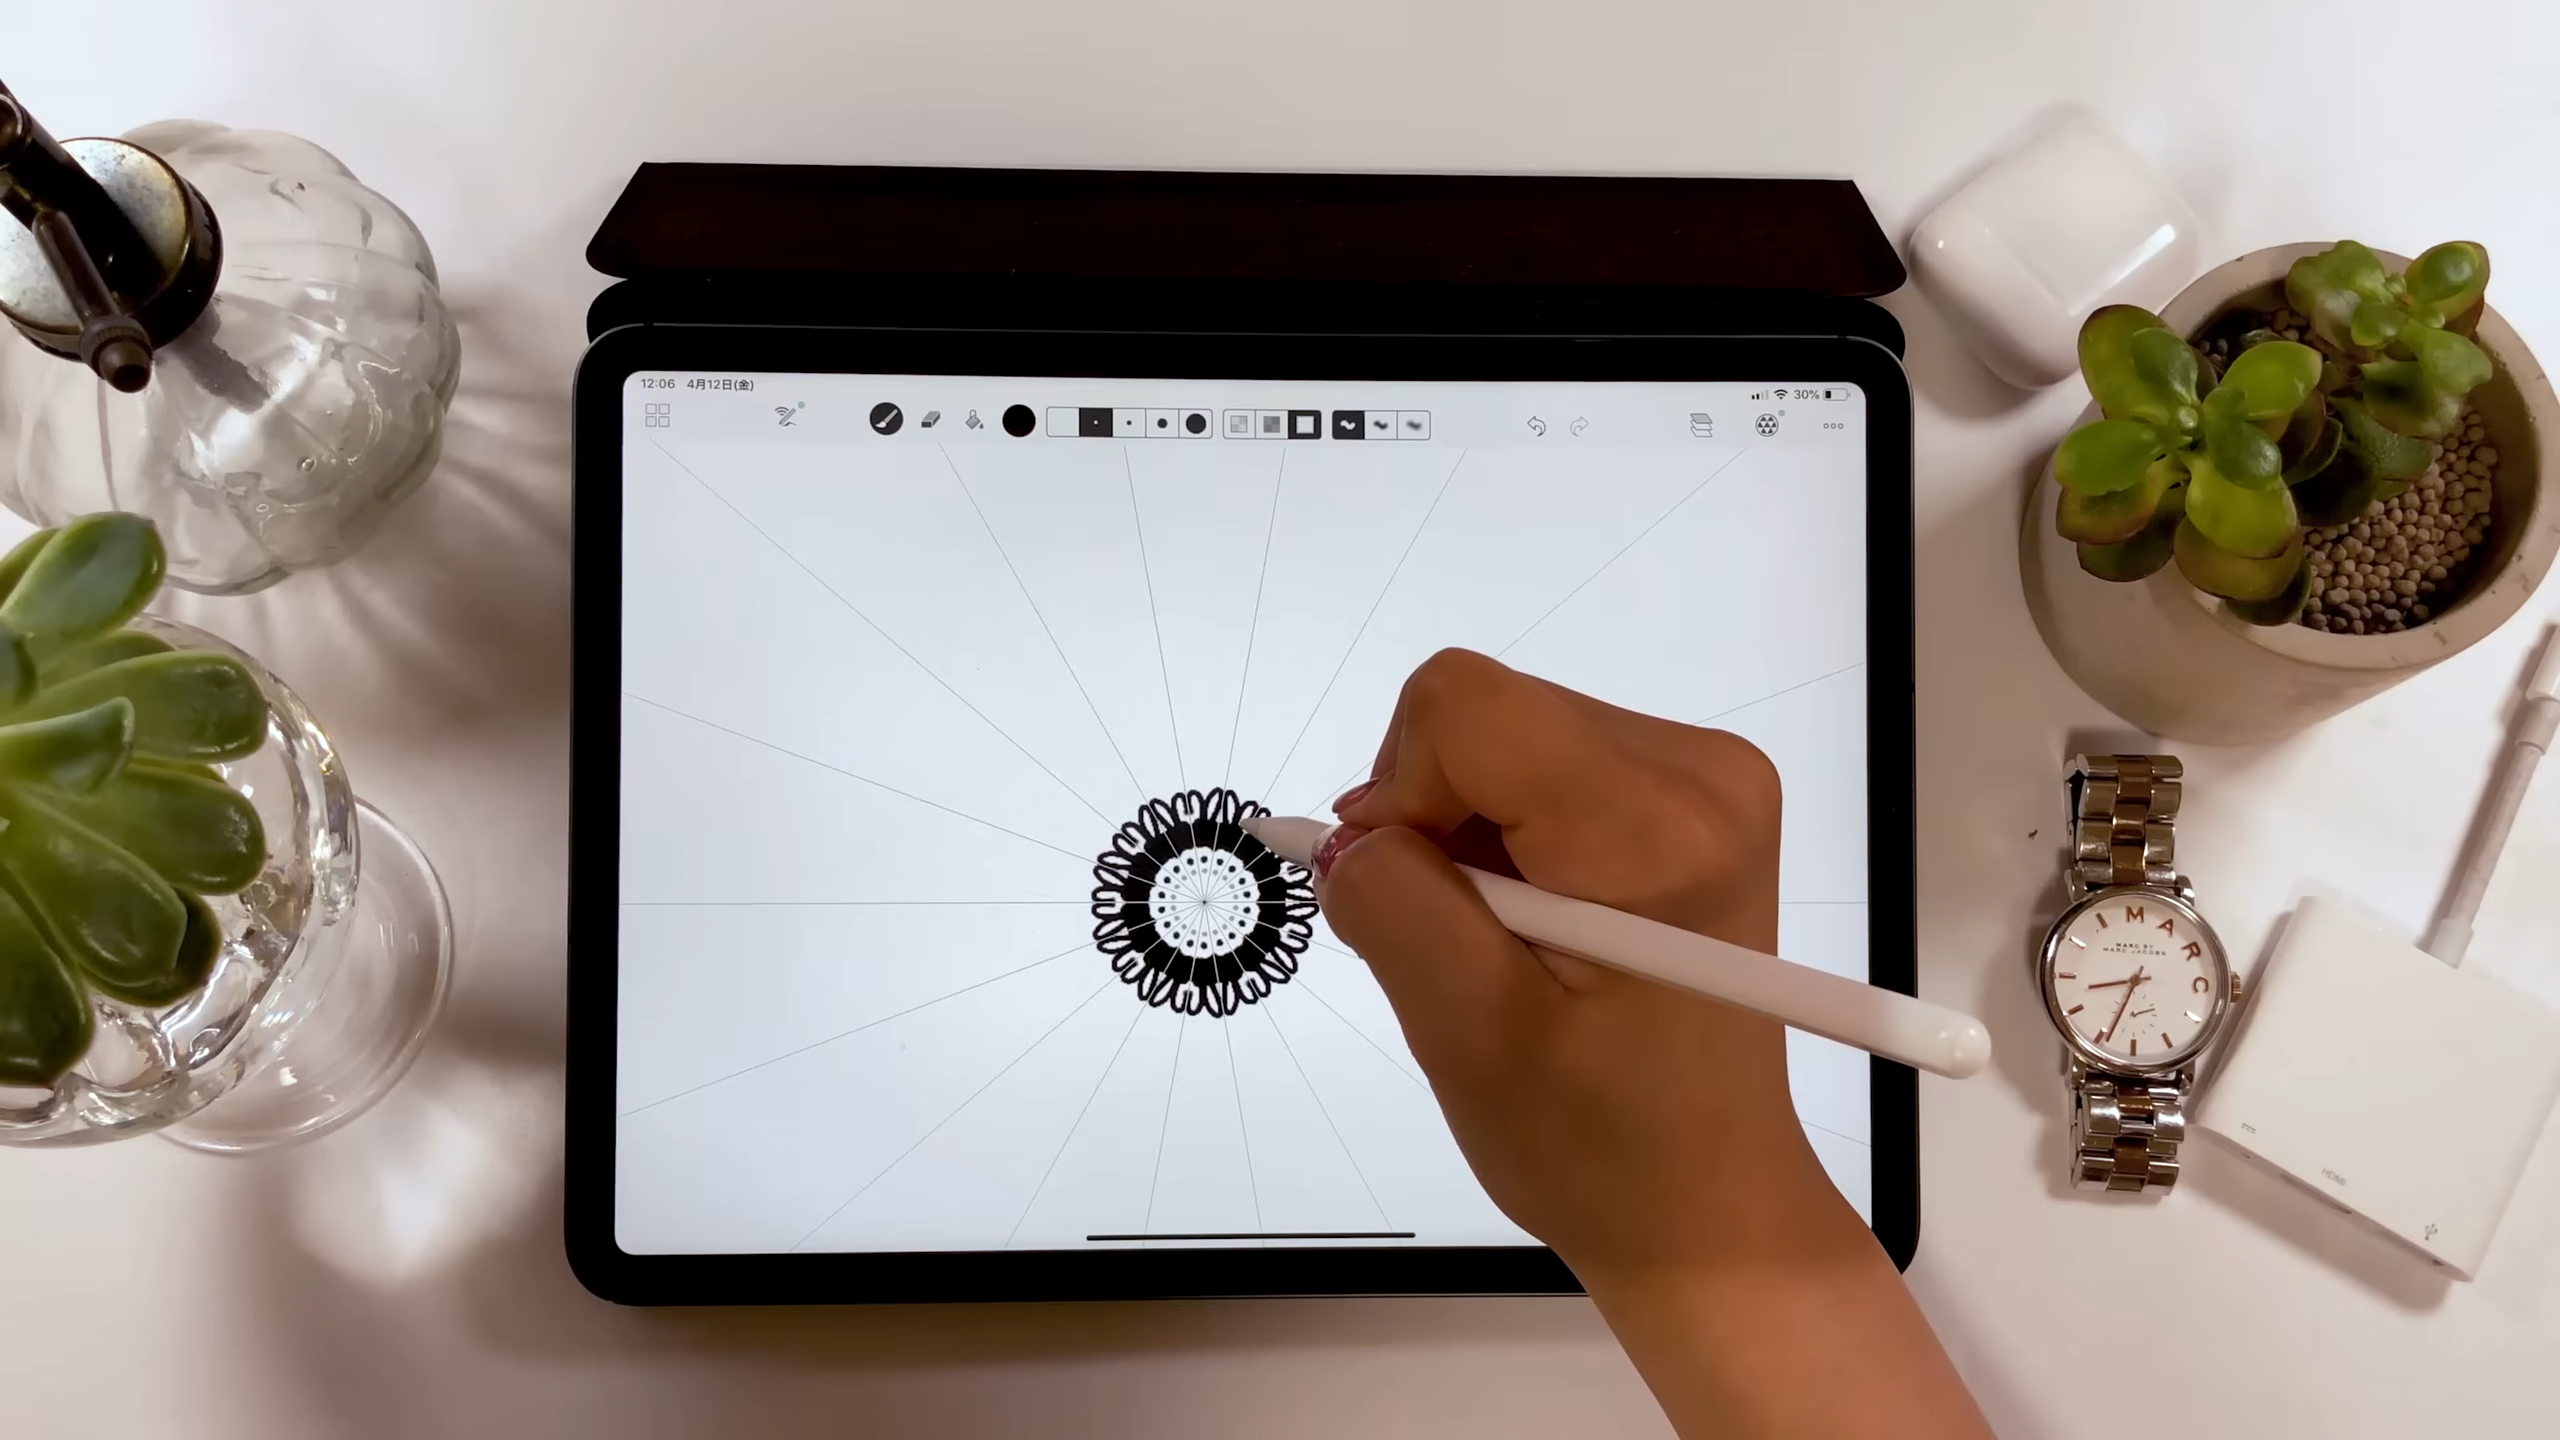 12:06 4月12日(金)
30%
MARC
MARC BY
MARC JACOBS
HDMI